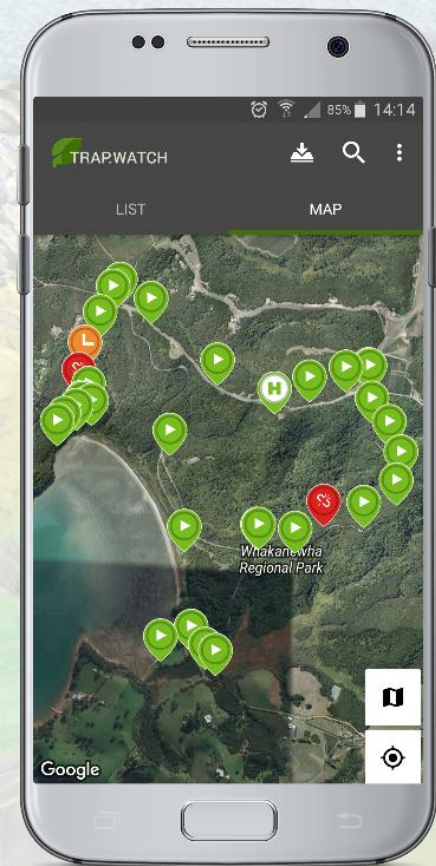 85% 14:14
TRAP.WATCH
LIST MAP
H
Whakanewha
Regional Park
Google